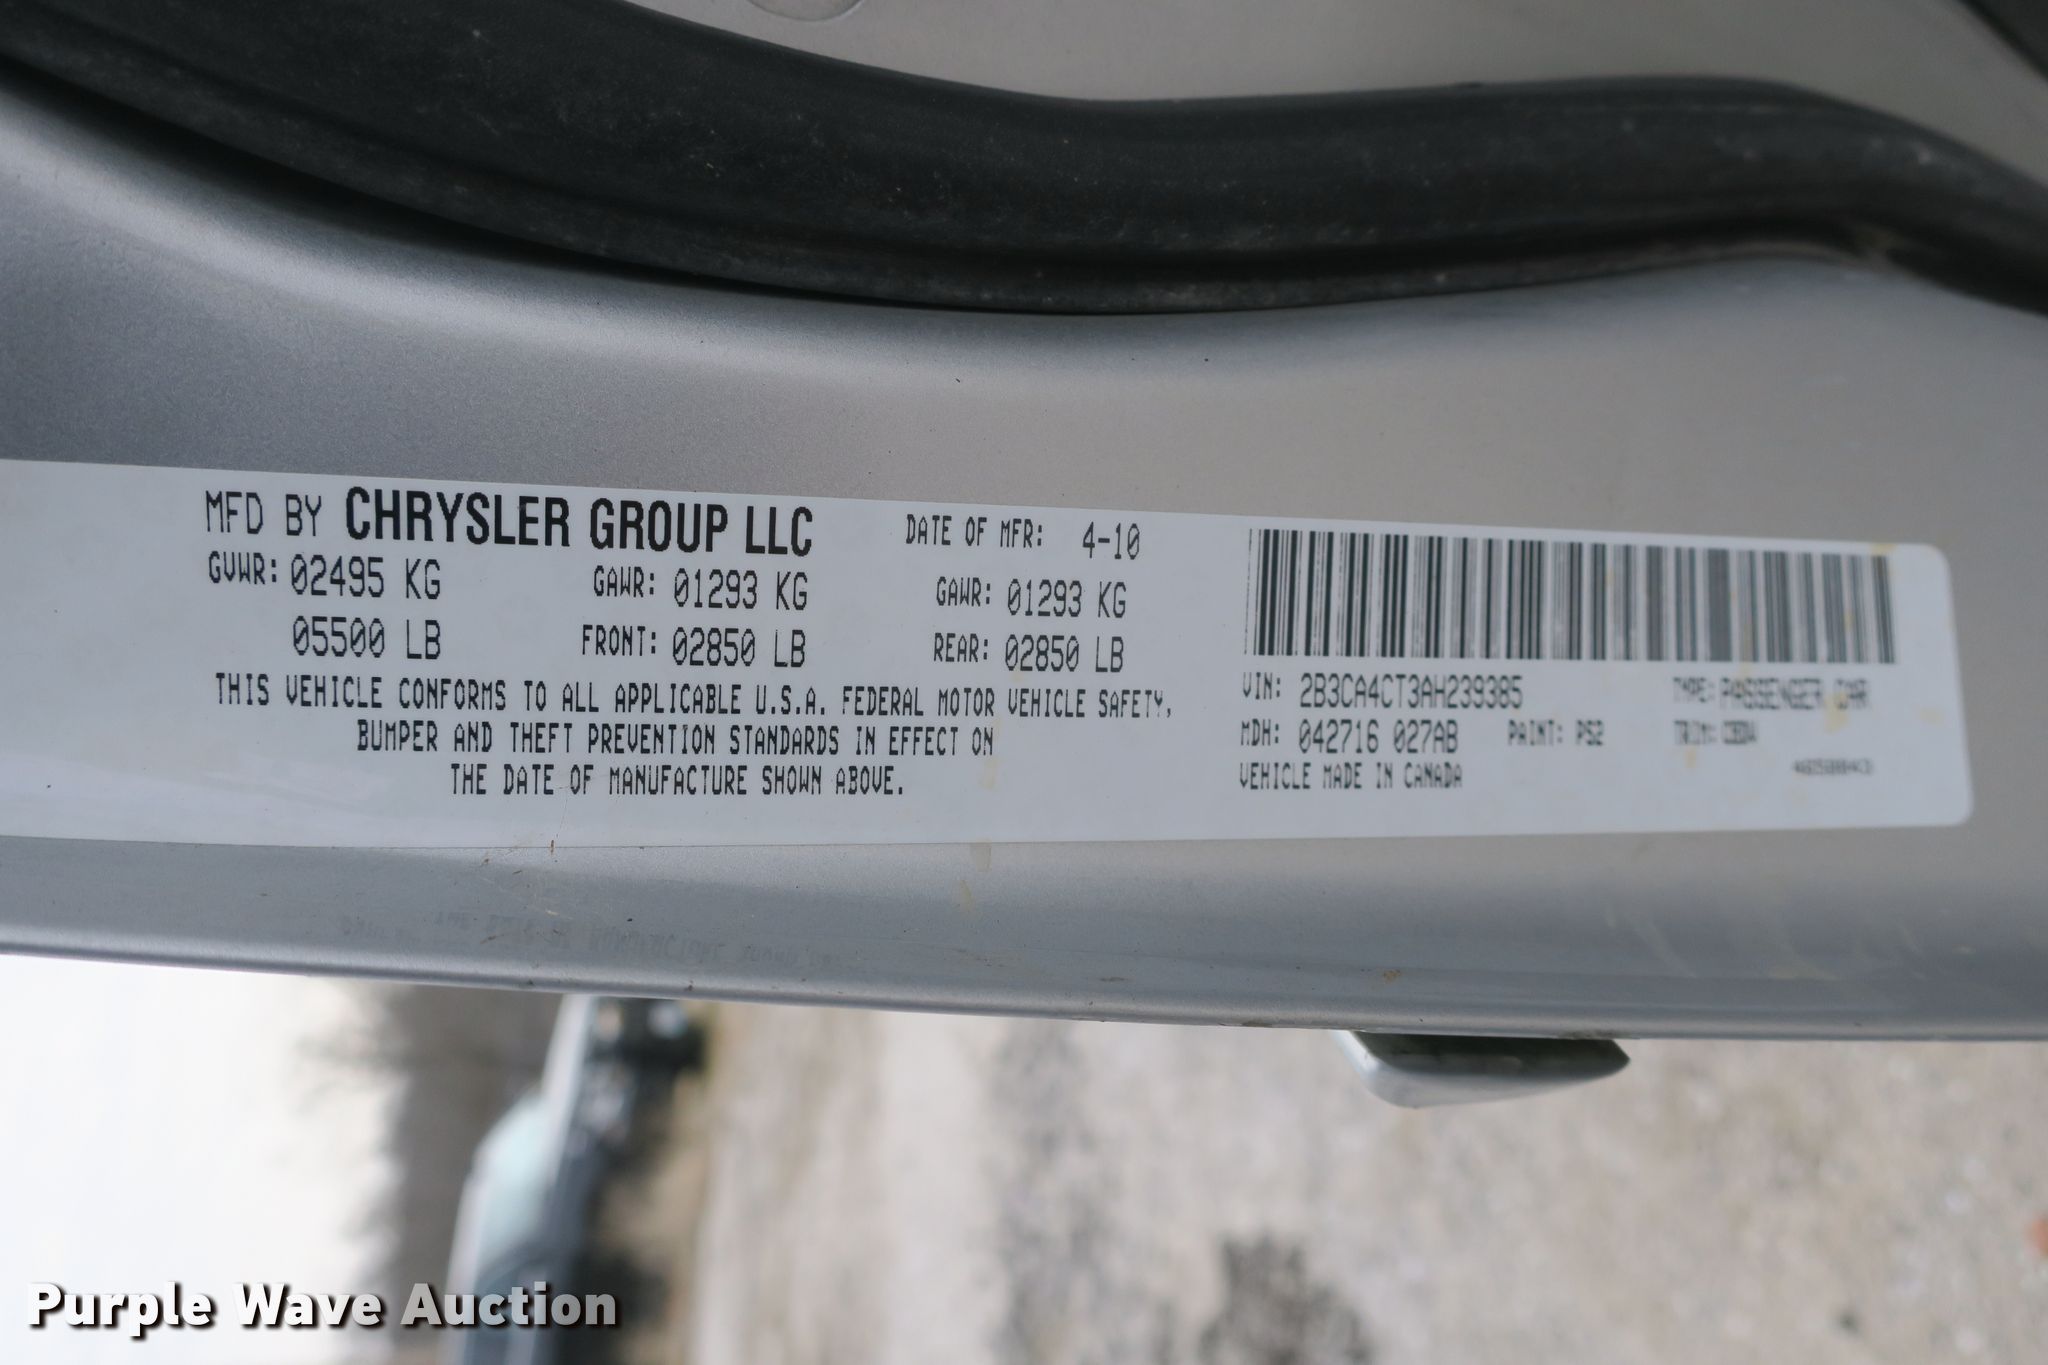 MFD BY CHRYSLER GROUP LLC DATE OF MFR: 4-10
GVWR: 02495 KG GAWR: 01293 KG GAWR: 01293 KG
05500 LB FRONT: 02850 LB REAR: 02850 LB
THIS VEHICLE CONFORMS TO ALL APPLICABLE U.S.A. FEDERAL MOTOR VEHICLE SAFETY,
BUMPER AND THEFT PREVENTION STANDARDS IN EFFECT ON
THE DATE OF MANUFACTURE SHOWN ABOVE.
VIN: 2B3CA4CT3AH239385 TYPE: PASSENGER CAR
MDH: 042716 027AB PAINT: PS2 TRIM:
VEHICLE MADE IN CANADA
Purple Wave Auction